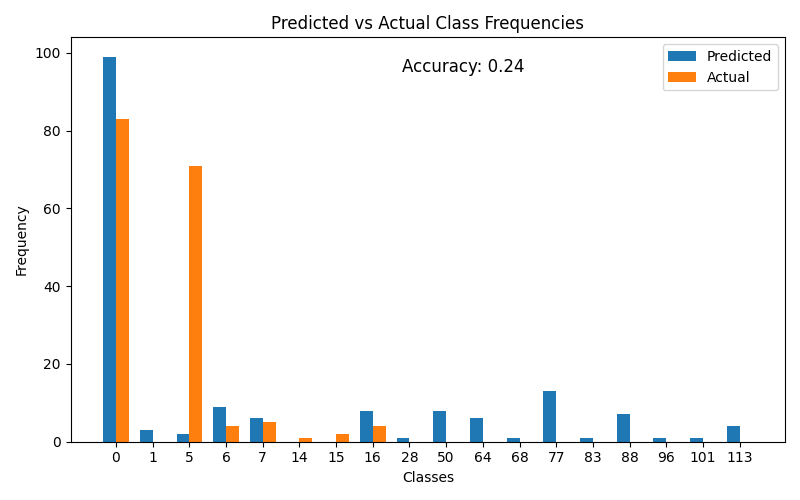 Predicted vs Actual Class Frequencies
Accuracy: 0.24
Predicted
Actual
Frequency
100
80
60
40
20
0
0 1 5 6 7 14 15 16 28 50 64 68 77 83 88 96 101 113
Classes